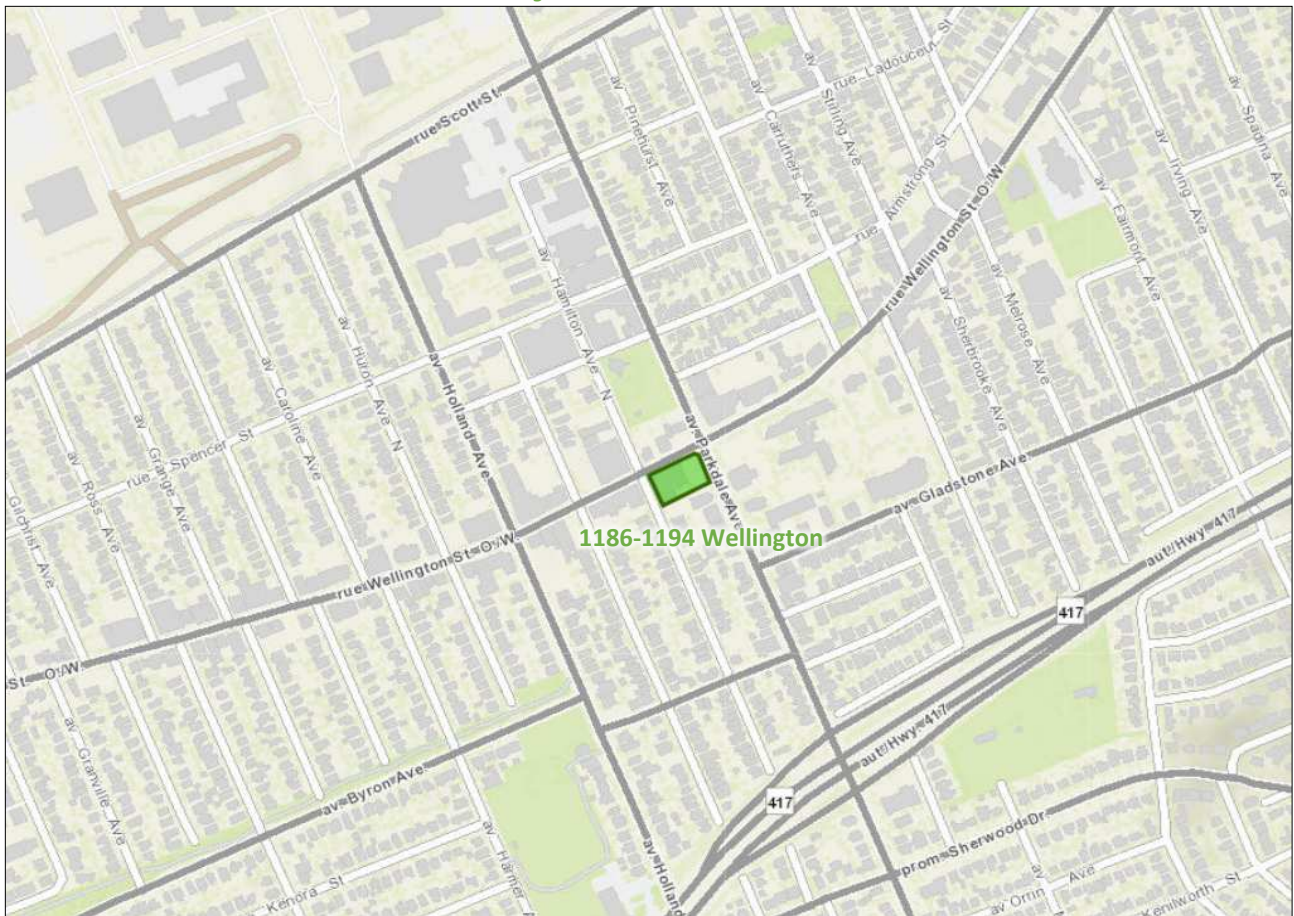 rue Scott St
av Pinehurst Ave
av Carruthers Ave
av Stirling Ave
rue Ladouceur St
rue Armstrong St
av Fairmont Ave
av Irving Ave
av Spadina Ave
rue Wellington St. O/W
av Hamilton Ave N
av Huron Ave N
av Caroline Ave
av Grange Ave
av Ross Ave
Gilchrist Ave
rue Spencer St
av Holland Ave
av Parkdale Ave
av Sherbrooke Ave
av Melrose Ave
av Gladstone Ave
1186-1194 Wellington
rue Wellington St. O/W
aut/Hwy. 417
417
St. O/W
av Granville Ave
av Byron Ave
aut/Hwy. 417
417
prom Sherwood Dr
av Harmer A
av Holland
Kenora St
av Orrin Ave
Kenilworth St